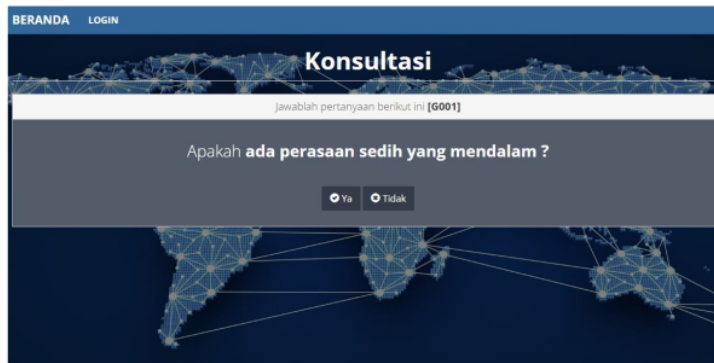 BERANDA LOGIN
Konsultasi
Jawablah pertanyaan berikut ini [G001]
Apakah ada perasaan sedih yang mendalam ?
Ya Tidak